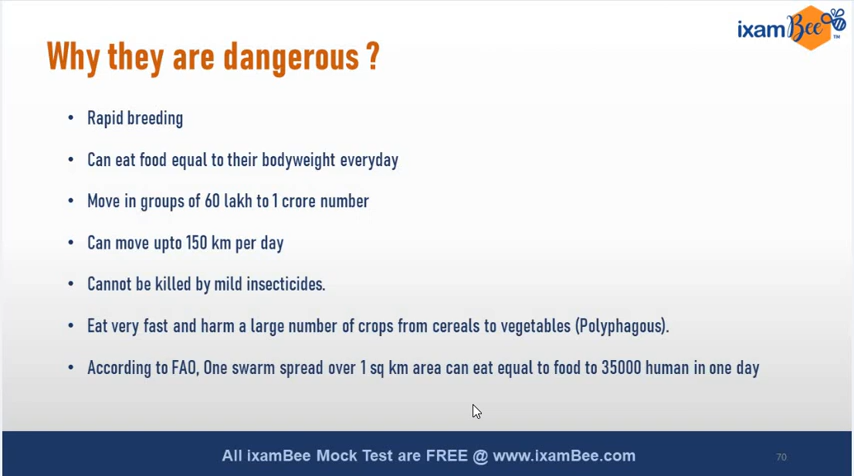 ixamBee™
Why they are dangerous ?
• Rapid breeding
• Can eat food equal to their bodyweight everyday
• Move in groups of 60 lakh to 1 crore number
• Can move upto 150 km per day
• Cannot be killed by mild insecticides.
• Eat very fast and harm a large number of crops from cereals to vegetables (Polyphagous).
• According to FAO, One swarm spread over 1 sq km area can eat equal to food to 35000 human in one day
All ixamBee Mock Test are FREE @ www.ixamBee.com
70